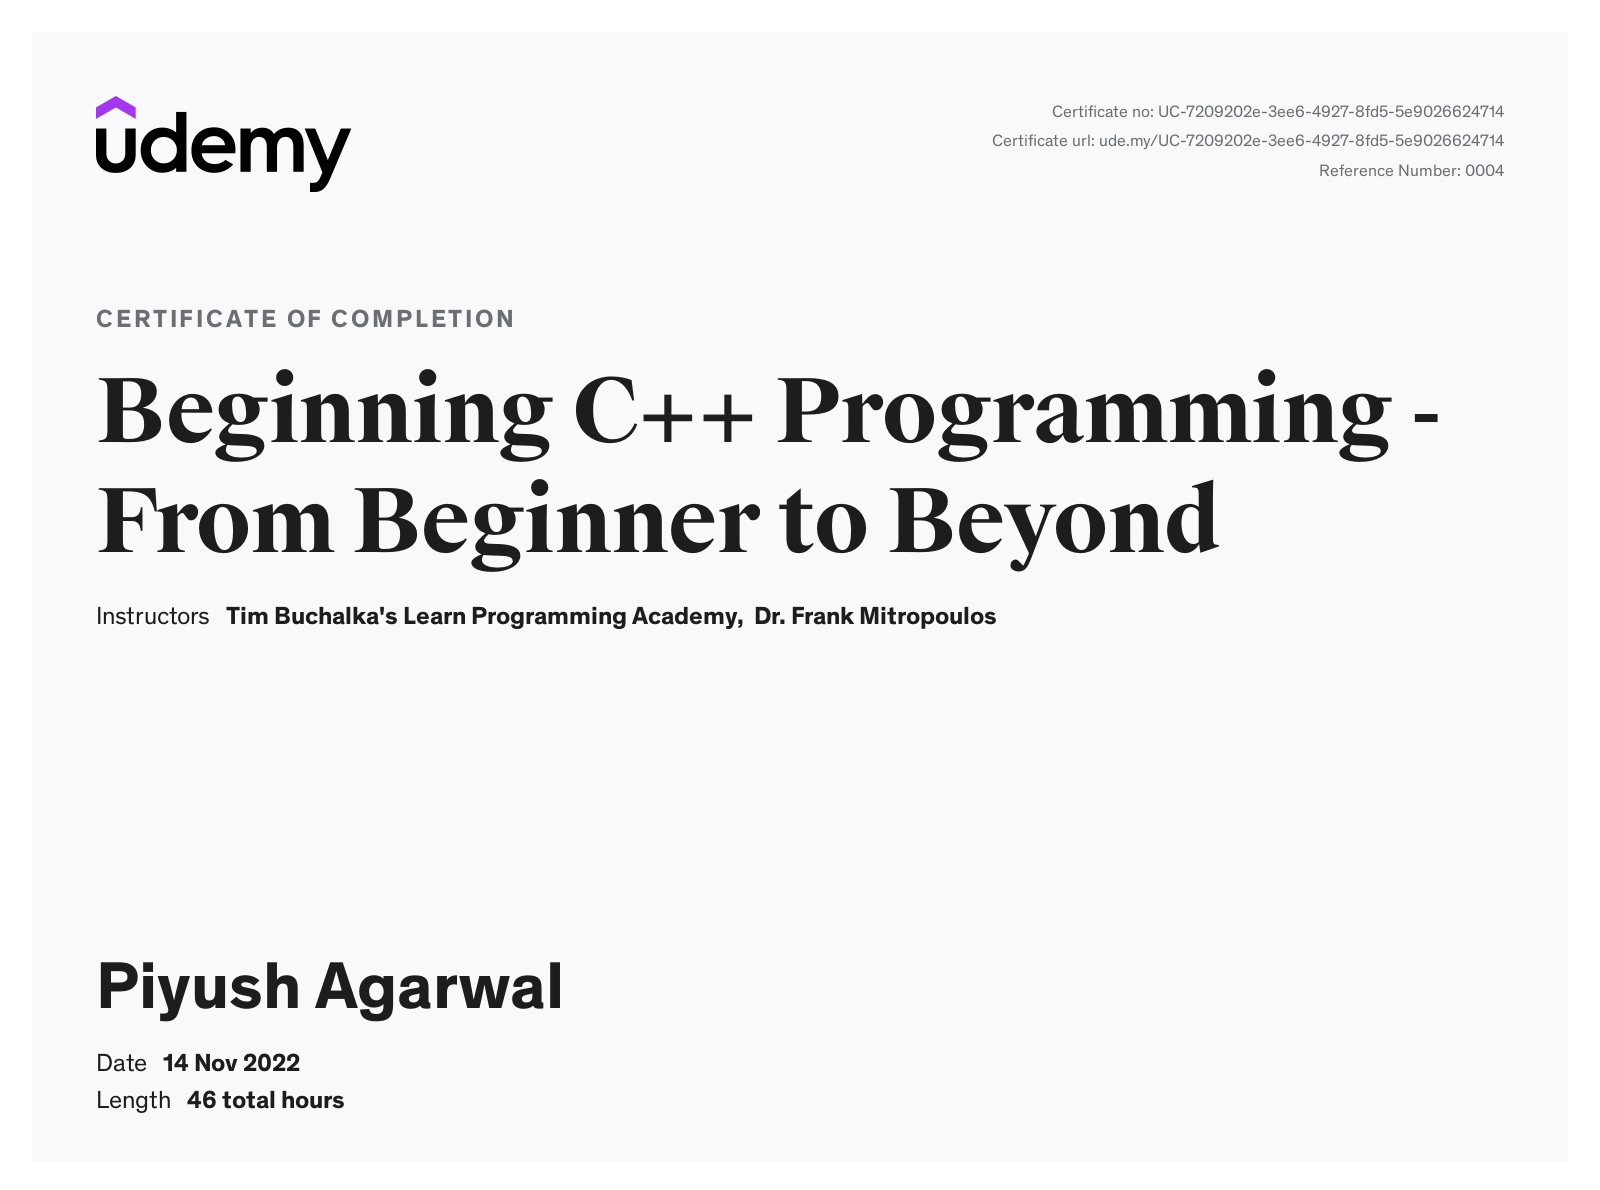 udemy
Certificate no: UC-7209202e-3ee6-4927-8fd5-5e9026624714
Certificate url: ude.my/UC-7209202e-3ee6-4927-8fd5-5e9026624714
Reference Number: 0004
CERTIFICATE OF COMPLETION
Beginning C++ Programming -
From Beginner to Beyond
Instructors Tim Buchalka's Learn Programming Academy, Dr. Frank Mitropoulos
Piyush Agarwal
Date 14 Nov 2022
Length 46 total hours